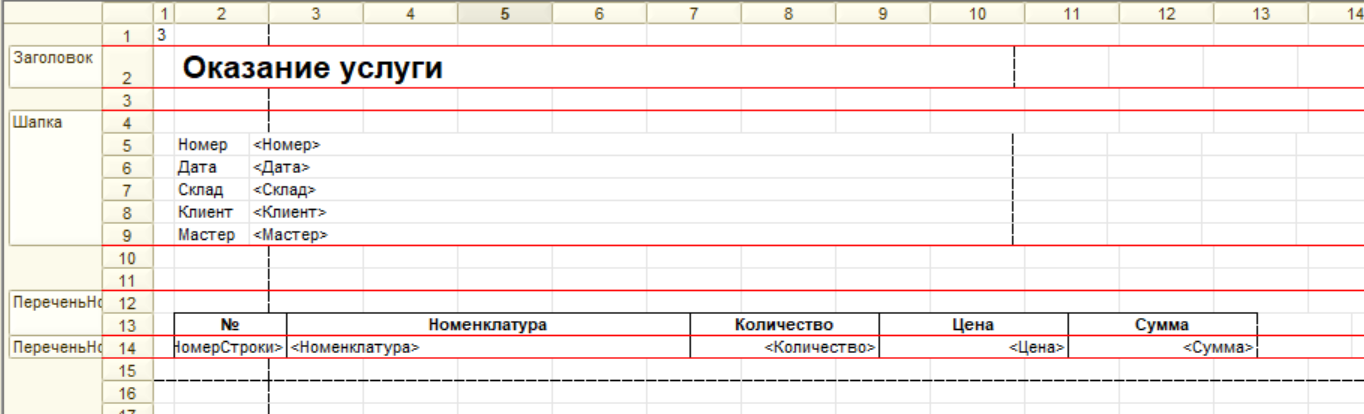 1 2 3 4 5 6 7 8 9 10 11 12 13 14
1 3
Заголовок
2 Оказание услуги
3
Шапка 4
5 Номер <Номер>
6 Дата <Дата>
7 Склад <Склад>
8 Клиент <Клиент>
9 Мастер <Мастер>
10
11
ПереченьНо 12
13 № Номенклатура Количество Цена Сумма
ПереченьНо 14 НомерСтроки> <Номенклатура> <Количество> <Цена> <Сумма>
15
16
17